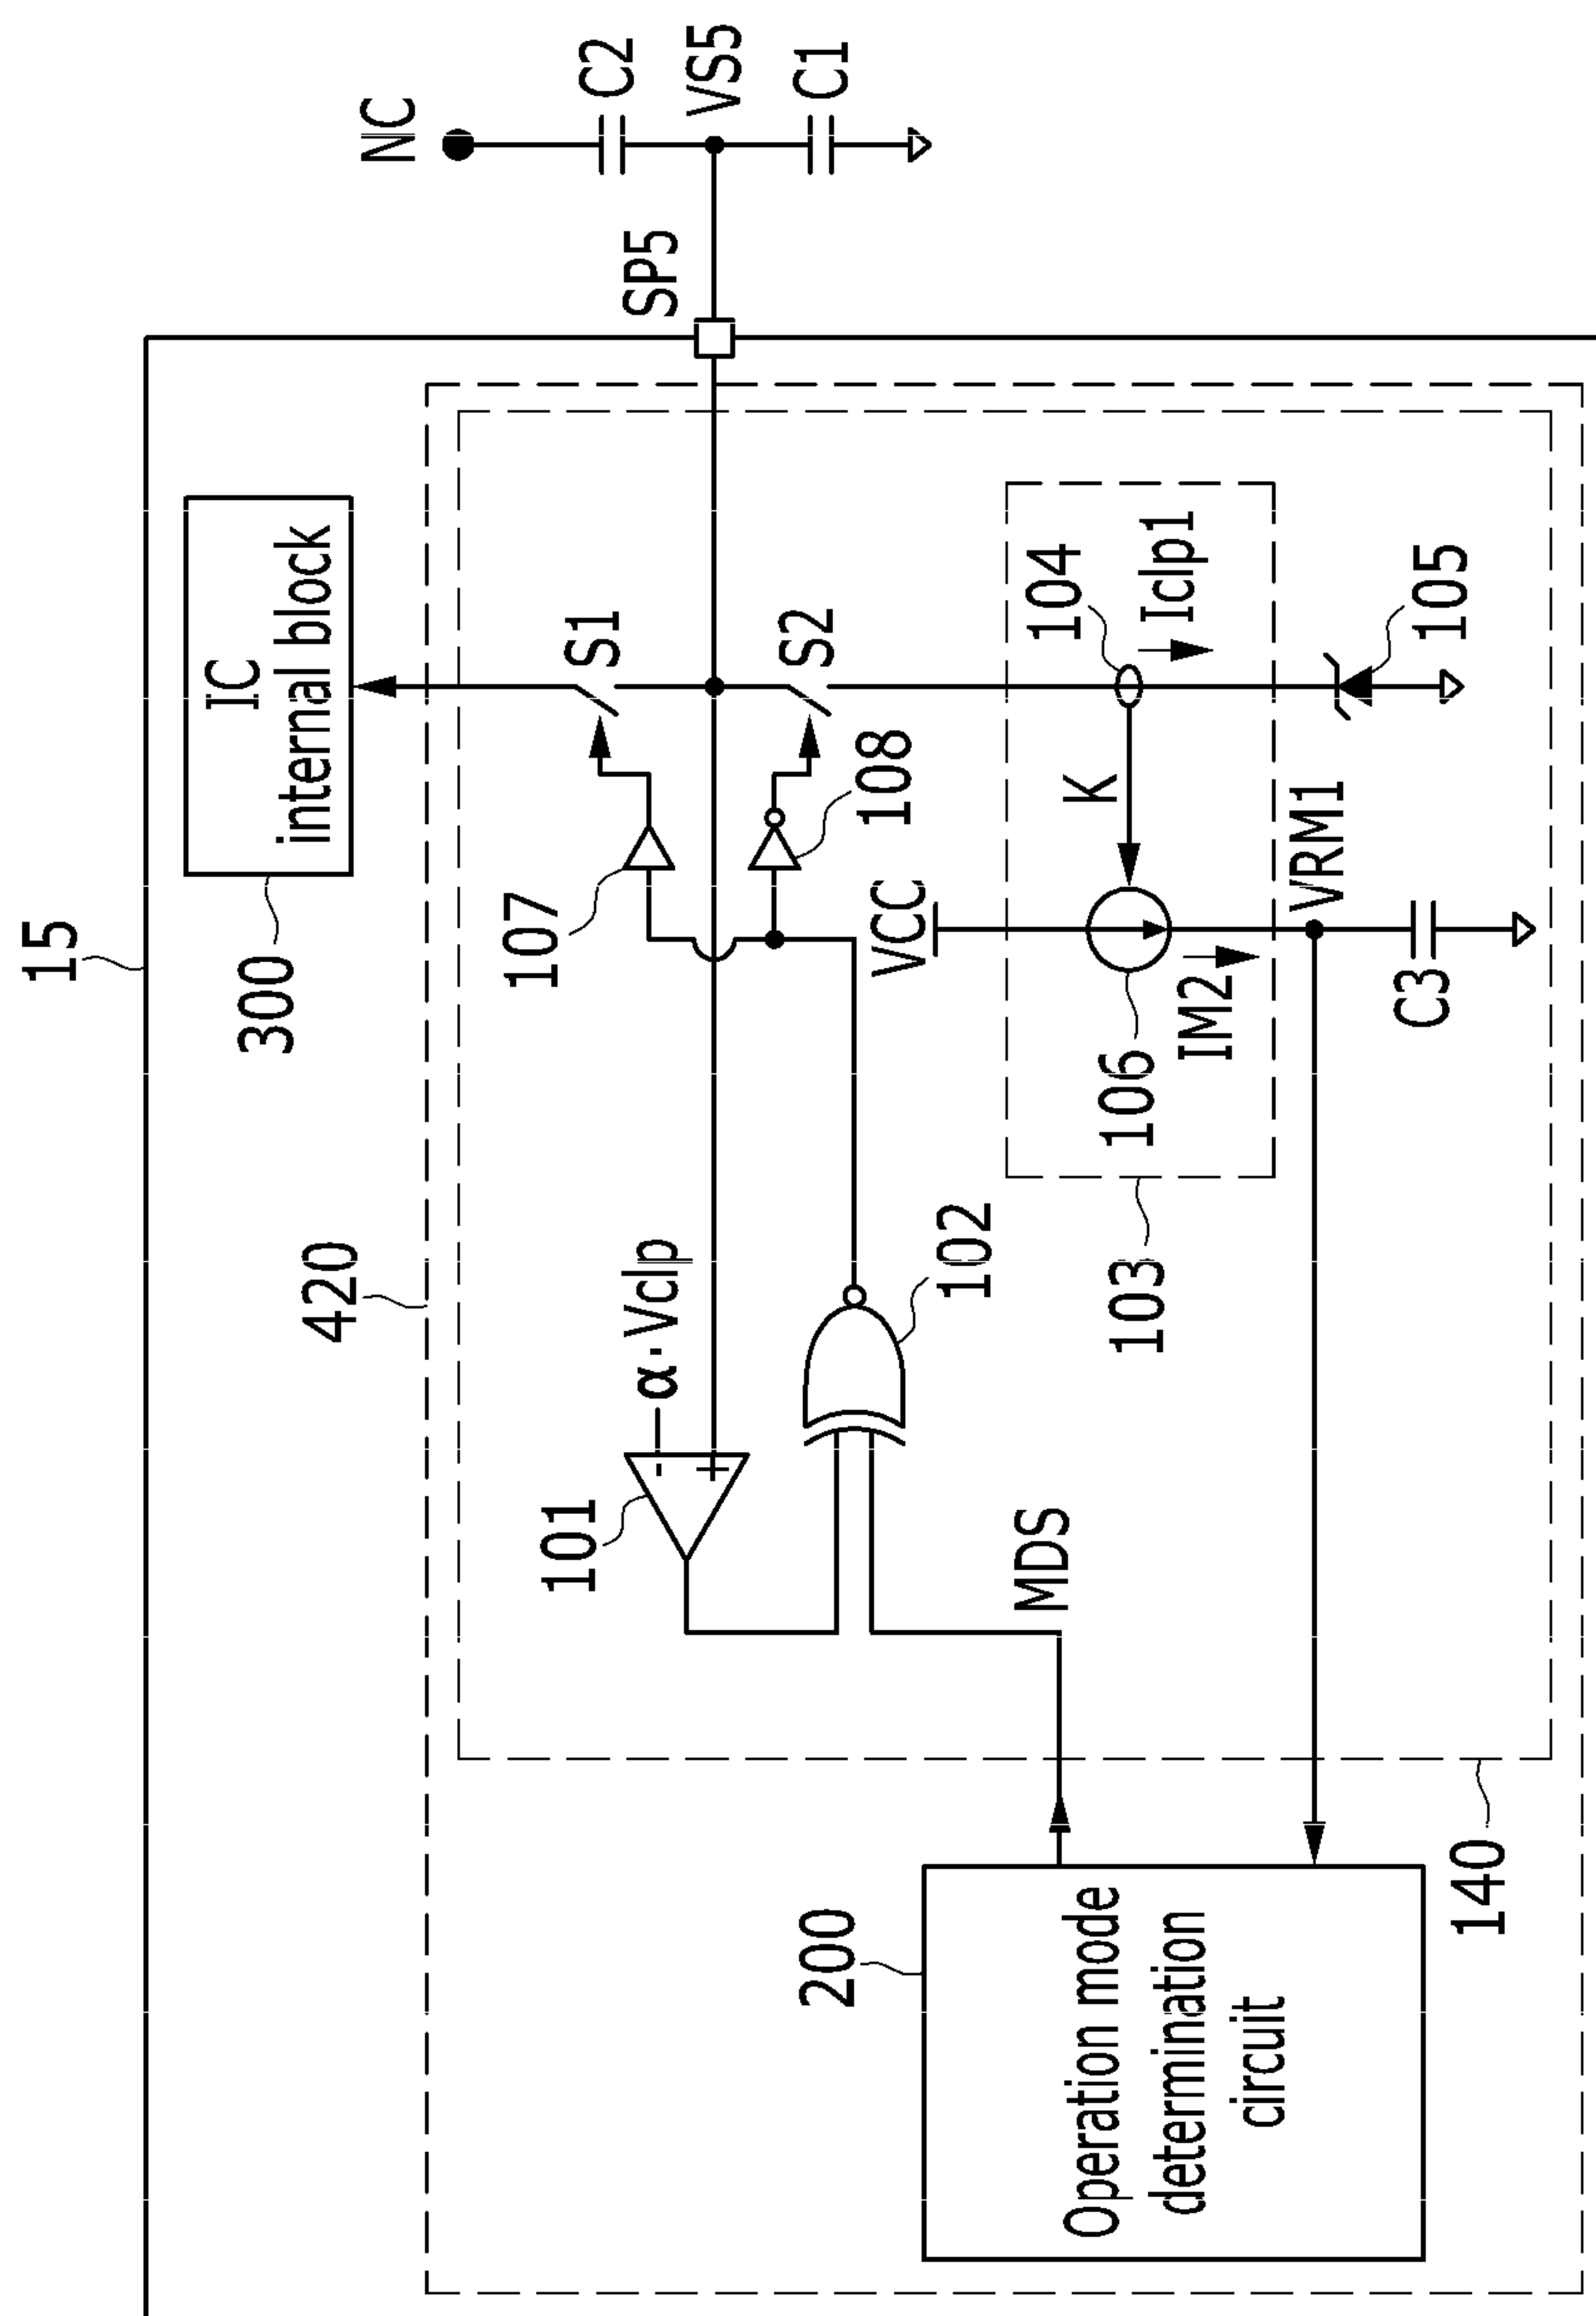 15
420
200
Operation mode
determination
circuit
140
MDS
101
-
+
α·Vclp
102
103
106
IM2
VCC
K
VRM1
C3
104
Iclp1
105
107
108
S1
S2
300
IC
internal block
SP5
NC
C2
VS5
C1